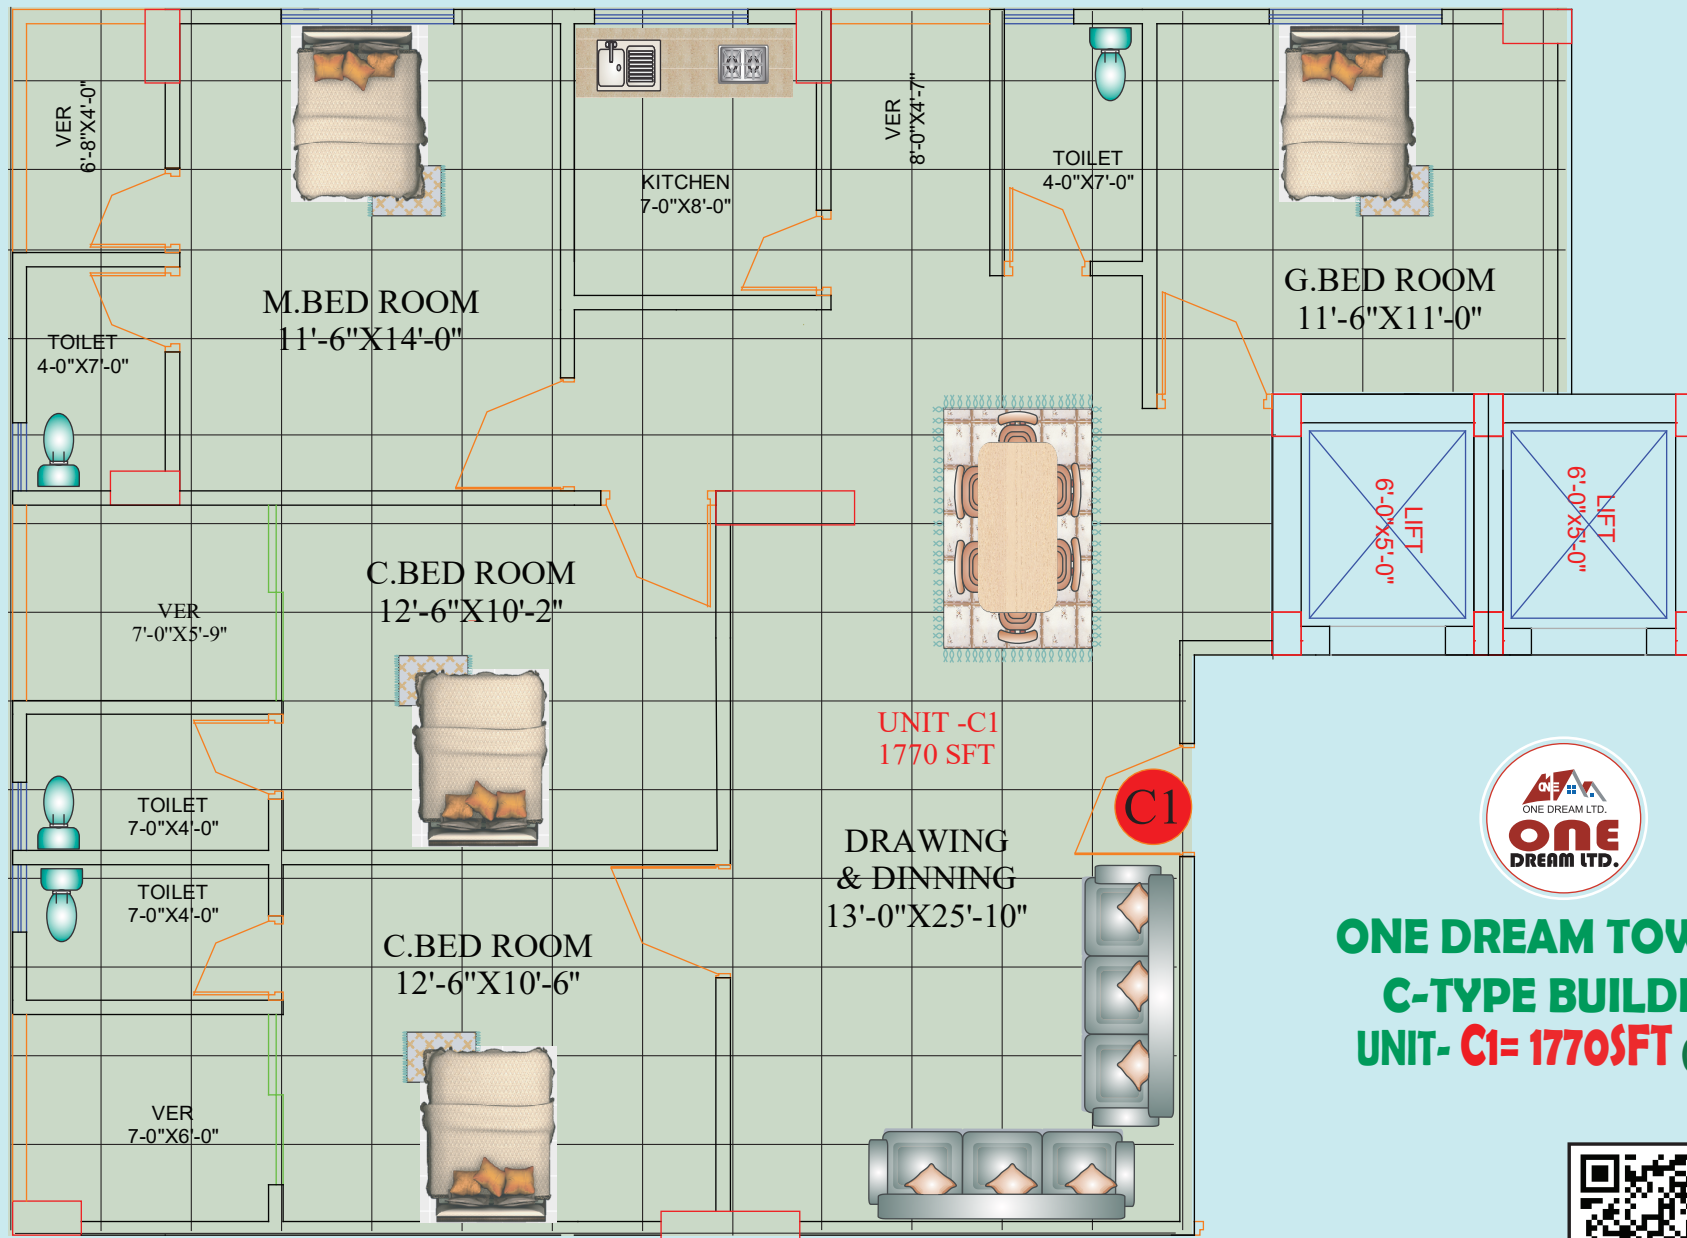 VER
6'-8"X4'-0"
VER
8'-0"X4'-7"
TOILET
4-0"X7'-0"
KITCHEN
7-0"X8'-0"
M.BED ROOM
11'-6"X14'-0"
G.BED ROOM
11'-6"X11'-0"
TOILET
4-0"X7'-0"
LIFT
6'-0"X5'-0"
LIFT
6'-0"X5'-0"
C.BED ROOM
12'-6"X10'-2"
VER
7'-0"X5'-9"
UNIT -C1
1770 SFT
C1
TOILET
7-0"X4'-0"
DRAWING
& DINNING
13'-0"X25'-10"
TOILET
7-0"X4'-0"
C.BED ROOM
12'-6"X10'-6"
VER
7-0"X6'-0"
ONE
ONE DREAM LTD.
ONE
DREAM LTD.
ONE DREAM
C-TYPE
UNIT- C1= 1770SFT